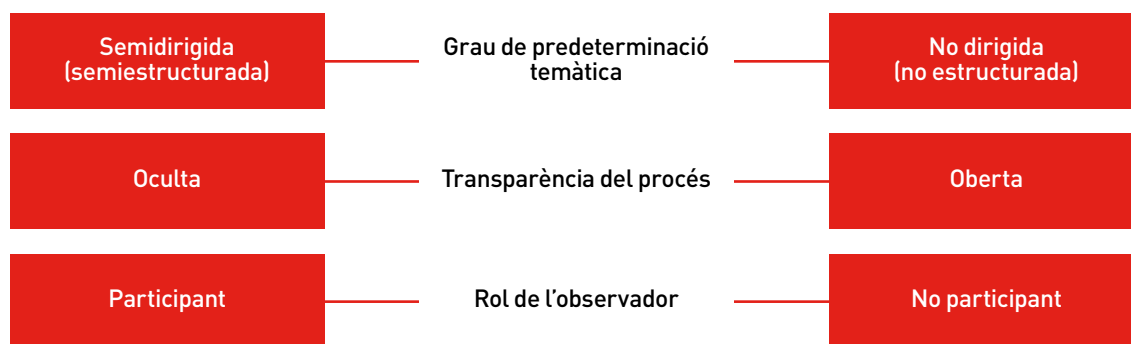 Semidirigida
(semiestructurada)
Grau de predeterminació
temàtica
No dirigida
(no estructurada)
Oculta
Transparència del procés
Oberta
Participant
Rol de l’observador
No participant